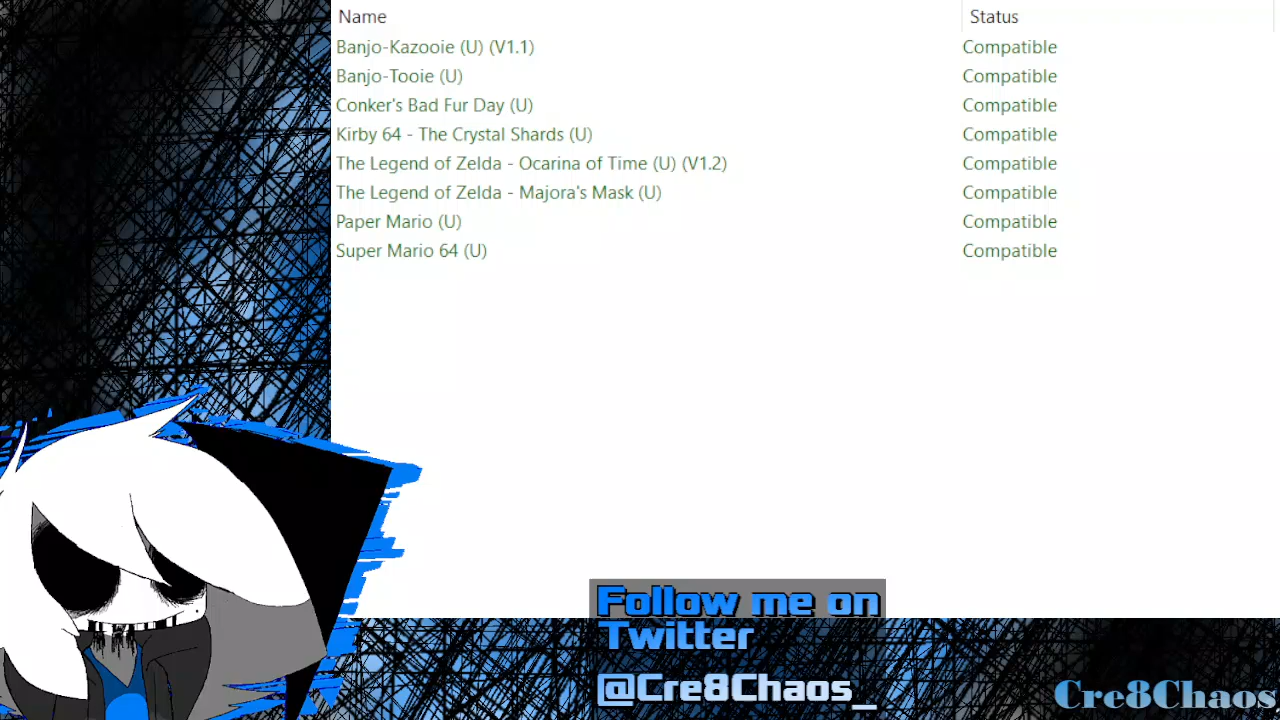 Name Status
Banjo-Kazooie (U) (V1.1) Compatible
Banjo-Tooie (U) Compatible
Conker's Bad Fur Day (U) Compatible
Kirby 64 - The Crystal Shards (U) Compatible
The Legend of Zelda - Ocarina of Time (U) (V1.2) Compatible
The Legend of Zelda - Majora's Mask (U) Compatible
Paper Mario (U) Compatible
Super Mario 64 (U) Compatible
Follow me on
Twitter
@Cre8Chaos_
Cre8Chaos